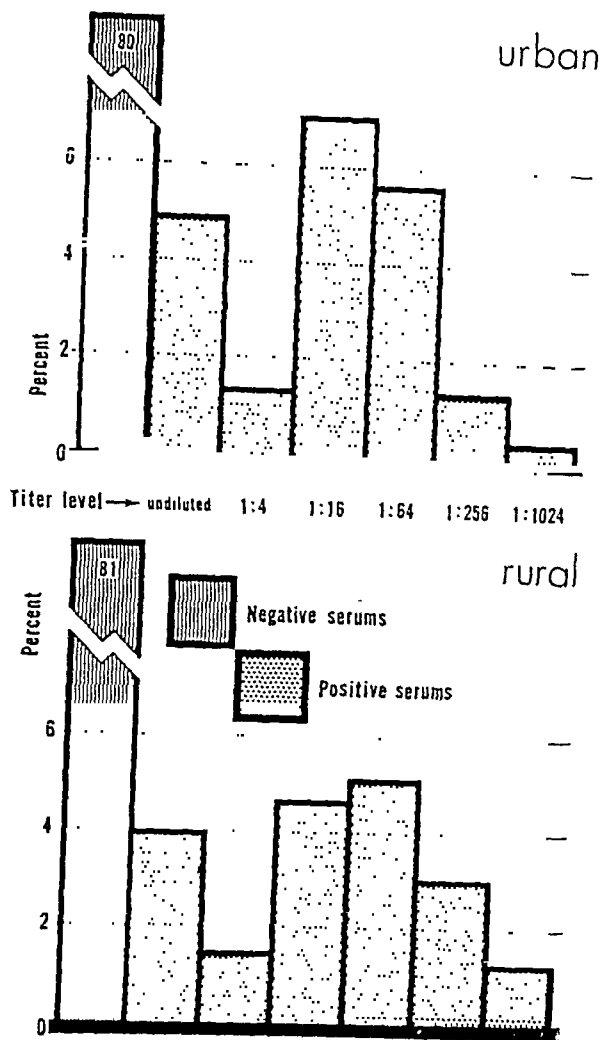 80
urban
6
4
2
0
Percent
Titer level → undiluted 1:4 1:16 1:64 1:256 1:1024
81
rural
Percent
Negative serums
Positive serums
6
4
2
0